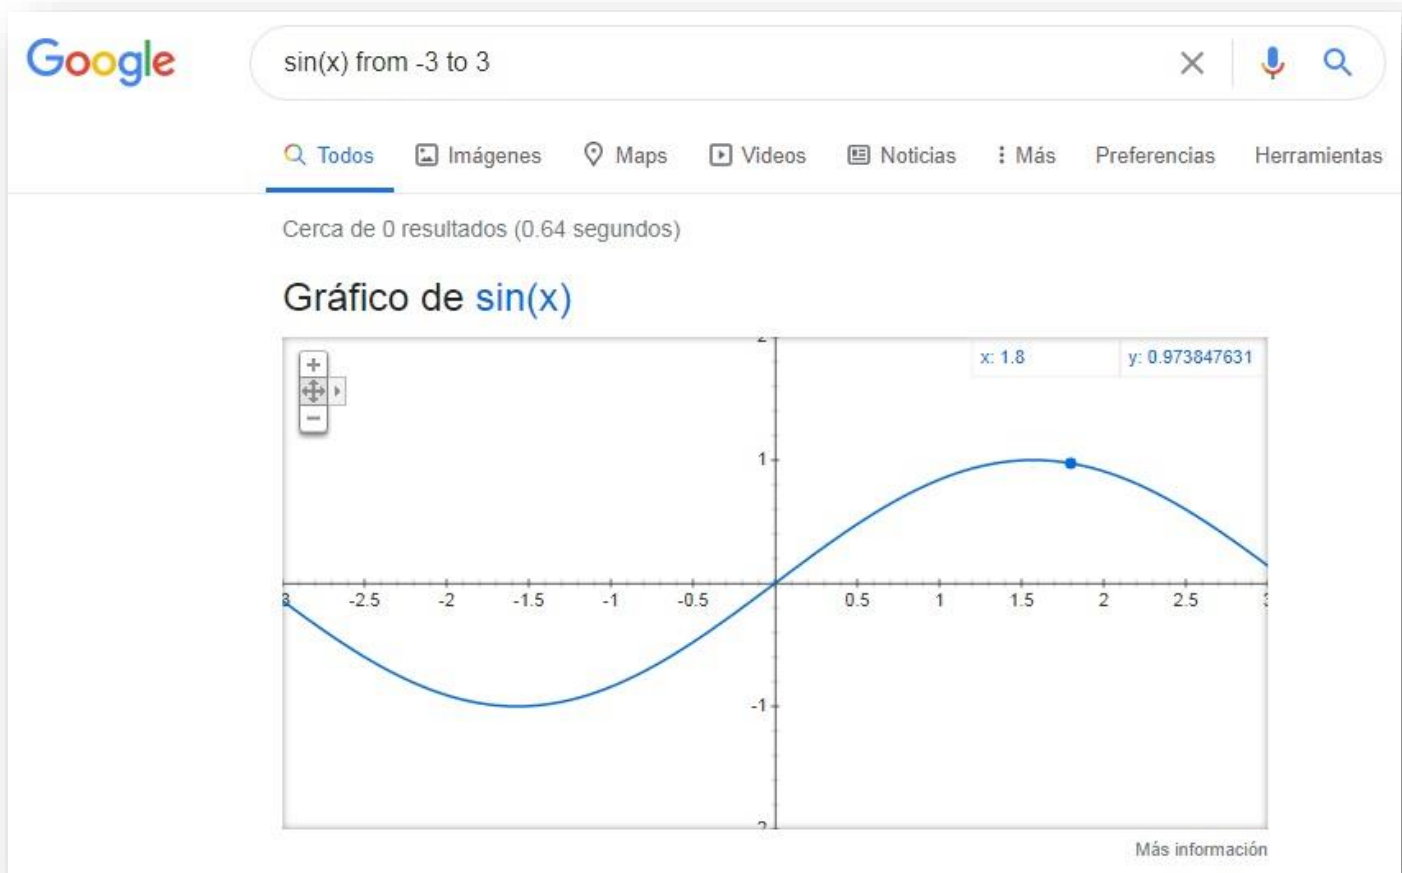 Google
sin(x) from -3 to 3
Todos Imágenes Maps Videos Noticias Más Preferencias Herramientas
Cerca de 0 resultados (0.64 segundos)
Gráfico de sin(x)
x: 1.8 y: 0.973847631
1
-2.5 -2 -1.5 -1 -0.5 0.5 1 1.5 2 2.5
-1
Más información